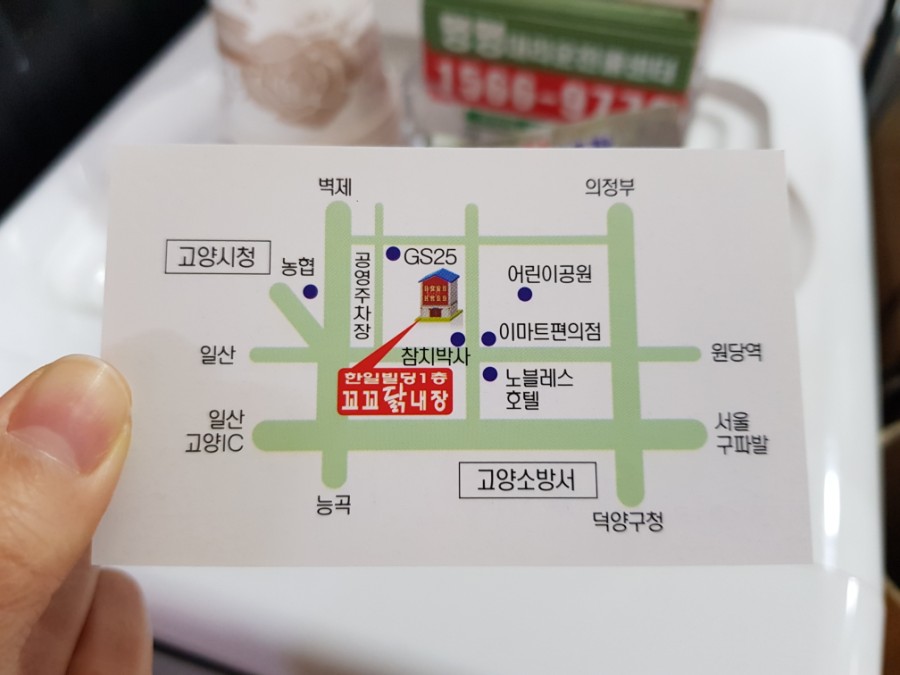 1566-977
벽제
의정부
고양시청
농협
공영주차장
GS25
어린이공원
이마트편의점
일산
참치박사
원당역
한일빌딩1층
꼬꼬닭내장
노블레스
호텔
일산
고양IC
서울
구파발
고양소방서
능곡
덕양구청